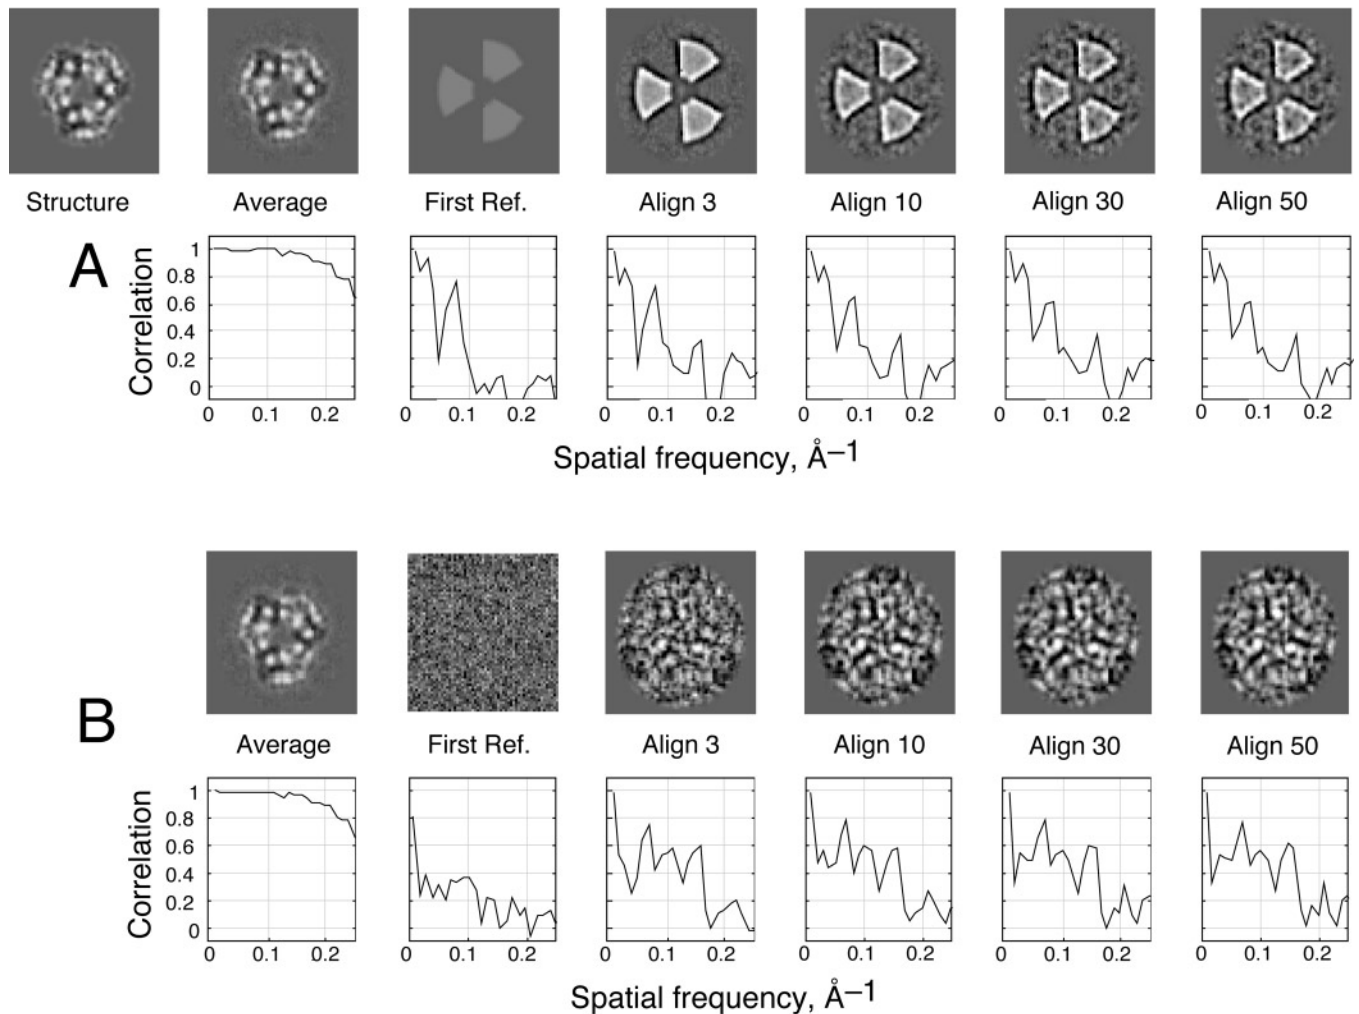 Structure Average First Ref. Align 3 Align 10 Align 30 Align 50
A
Correlation
1
0.8
0.6
0.4
0.2
0
0 0.1 0.2 0 0.1 0.2 0 0.1 0.2 0 0.1 0.2 0 0.1 0.2 0 0.1 0.2
Spatial frequency, Å⁻¹
B
Average First Ref. Align 3 Align 10 Align 30 Align 50
Correlation
1
0.8
0.6
0.4
0.2
0
0 0.1 0.2 0 0.1 0.2 0 0.1 0.2 0 0.1 0.2 0 0.1 0.2 0 0.1 0.2
Spatial frequency, Å⁻¹